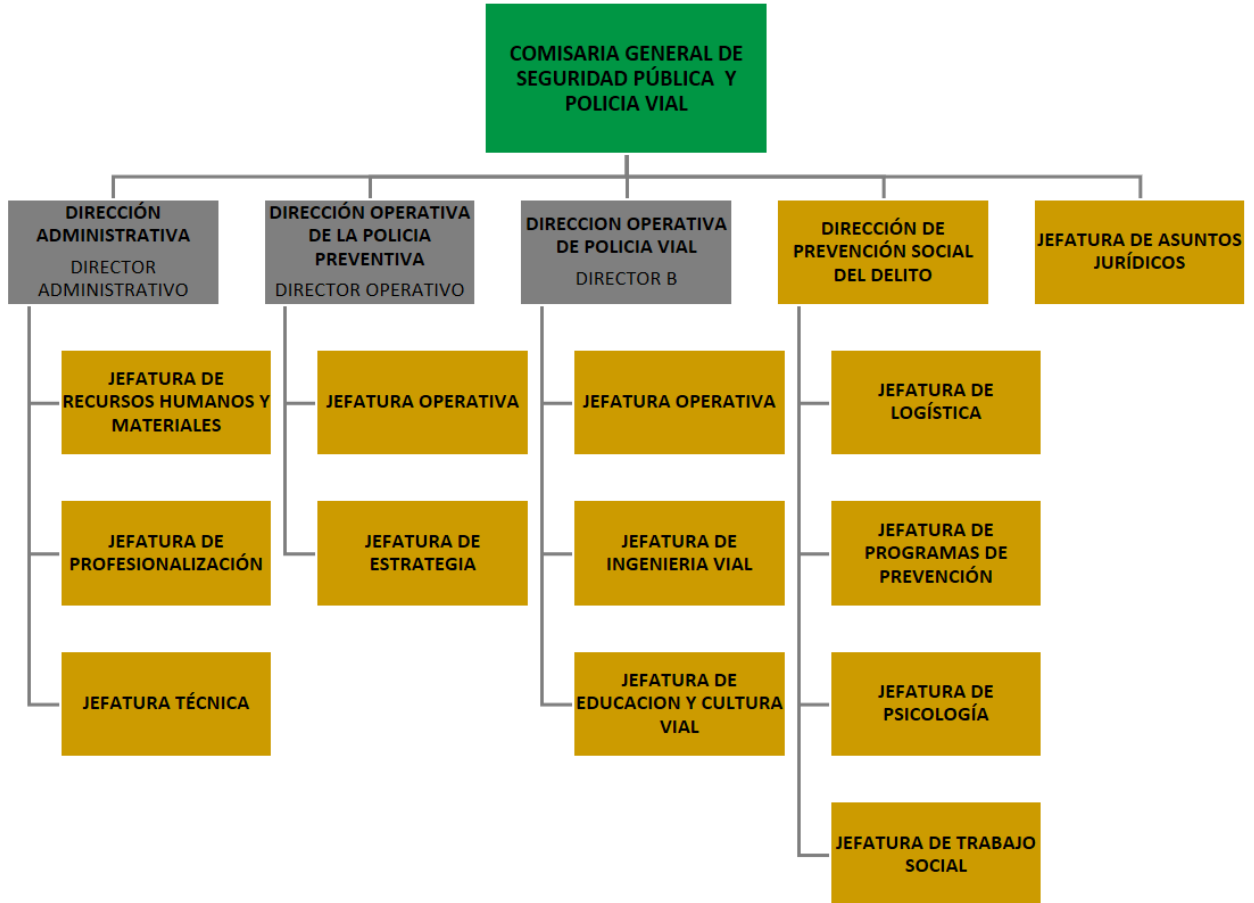 COMISARIA GENERAL DE
SEGURIDAD PÚBLICA Y
POLICIA VIAL
DIRECCIÓN
ADMINISTRATIVA
DIRECTOR
ADMINISTRATIVO
DIRECCIÓN OPERATIVA
DE LA POLICIA
PREVENTIVA
DIRECTOR OPERATIVO
DIRECCION OPERATIVA
DE POLICIA VIAL
DIRECTOR B
DIRECCIÓN DE
PREVENCIÓN SOCIAL
DEL DELITO
JEFATURA DE ASUNTOS
JURÍDICOS
JEFATURA DE
RECURSOS HUMANOS Y
MATERIALES
JEFATURA OPERATIVA
JEFATURA OPERATIVA
JEFATURA DE
LOGÍSTICA
JEFATURA DE
PROFESIONALIZACIÓN
JEFATURA DE
ESTRATEGIA
JEFATURA DE
INGENIERIA VIAL
JEFATURA DE
PROGRAMAS DE
PREVENCIÓN
JEFATURA TÉCNICA
JEFATURA DE
EDUCACION Y CULTURA
VIAL
JEFATURA DE
PSICOLOGÍA
JEFATURA DE TRABAJO
SOCIAL